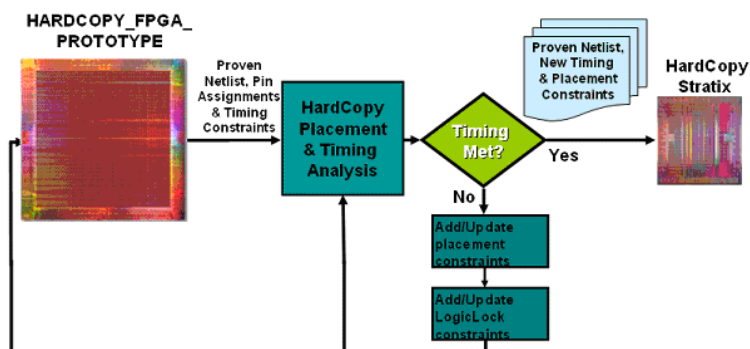 HARDCOPY_FPGA_
PROTOTYPE
Proven
Netlist, Pin
Assignments
& Timing
Constraints
HardCopy
Placement
& Timing
Analysis
Timing
Met?
Yes
No
Proven Netlist,
New Timing
& Placement
Constraints
HardCopy
Stratix
Add/Update
placement
constraints
Add/Update
LogicLock
constraints